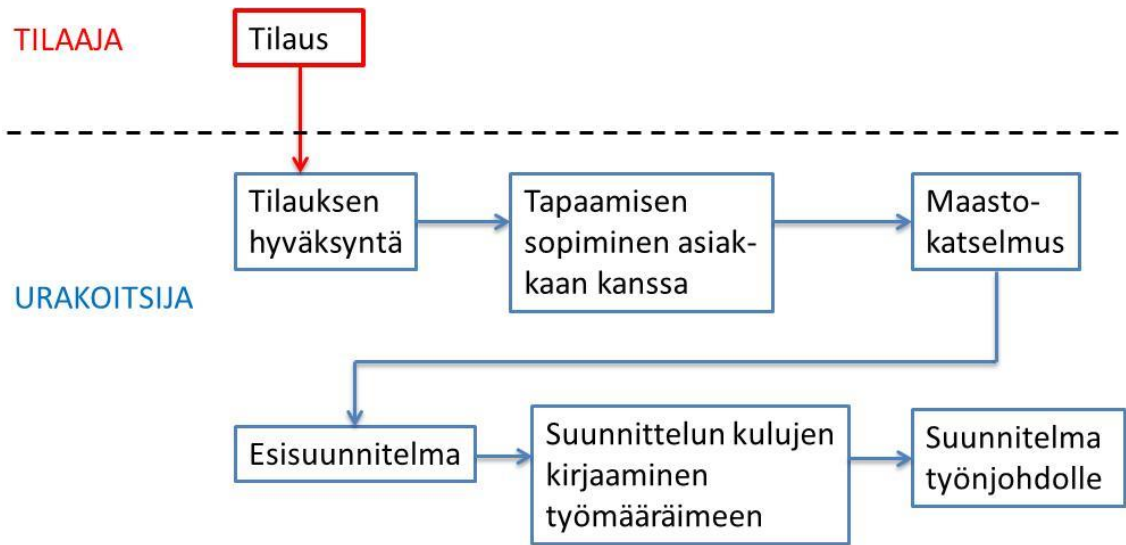 TILAAJA
Tilaus
Tilauksen
hyväksyntä
Tapaamisen
sopiminen asiak-
kaan kanssa
Maasto-
katselmus
URAKOITSIJA
Esisuunnitelma
Suunnittelun kulujen
kirjaaminen
työmääräimeen
Suunnitelma
työnjohdolle